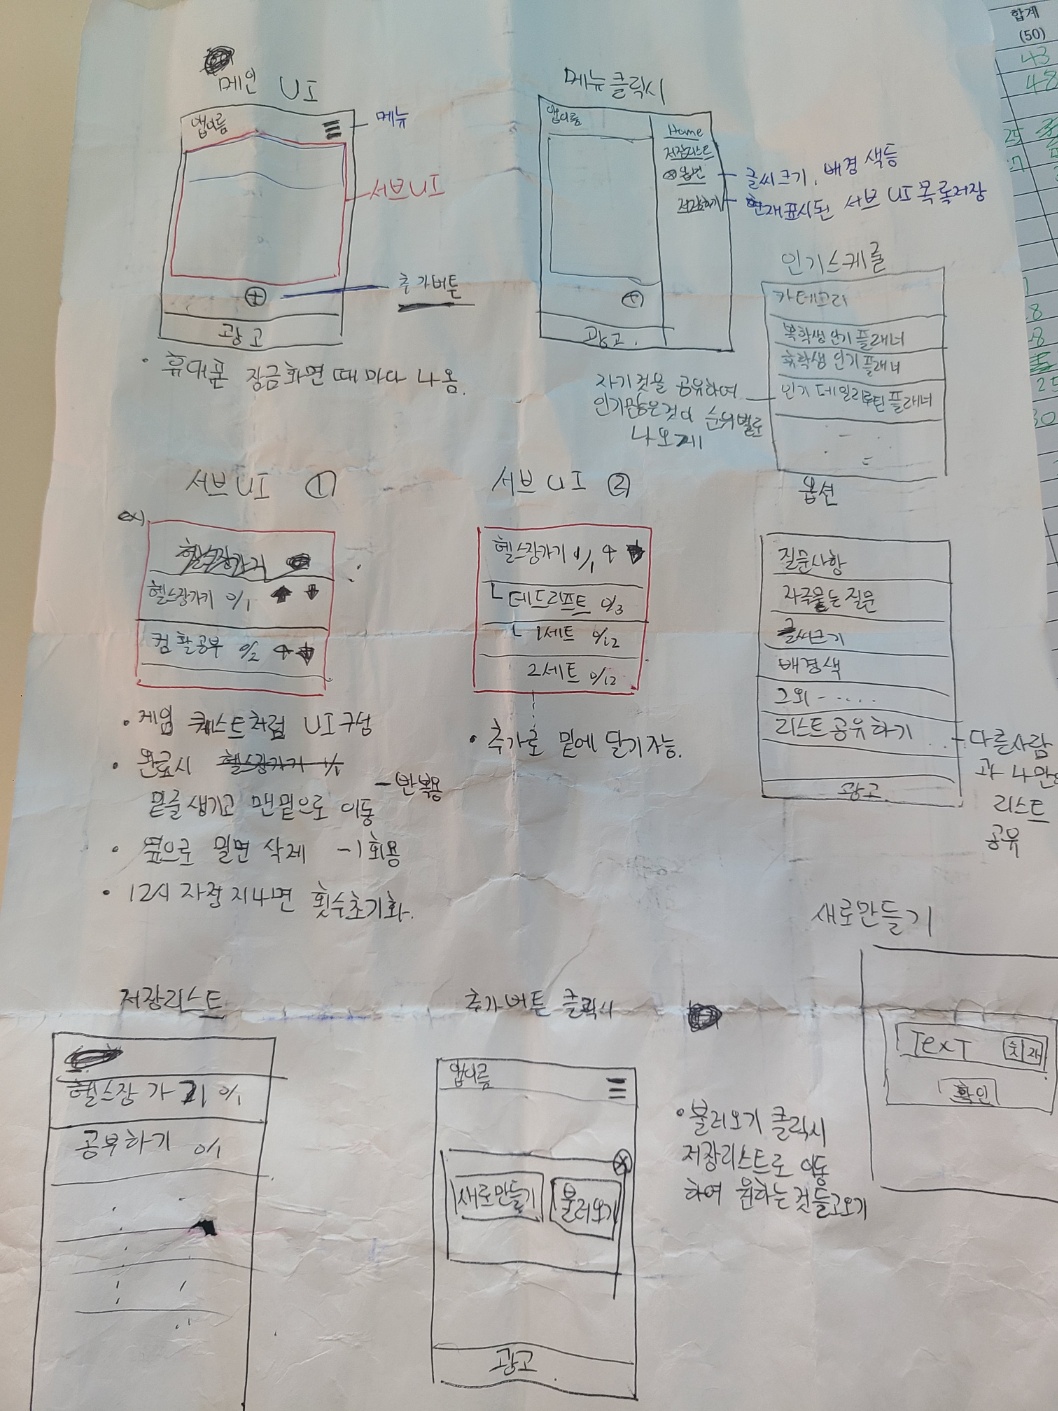 메인 UI
앱이름
메뉴
서브UI
추가버튼
광고
• 휴대폰 잠금화면 때마다 나옴.
메뉴클릭시
앱이름
Home
저장리스트
옵션
저장하기
글씨크기, 배경 색등
현재표시된 서브 UI 목록저장
광고
인기스케쥴
카테고리
복학생 인기 플래너
휴학생 인기플래너
인기 데일리루틴 플래너
자기것을 공유하여
순위별로
나오게
합계
(50)
43
48
25
서브 UI ①
헬스장가기 0/1
컴활공부 0/2
• 게임 퀘스트처럼 UI구성
• 완료시 헬스장가기 1/1
밑줄 생기고 맨밑으로 이동 -반복용
• 옆으로 밀면 삭제 -1회용
• 12시 자정 지나면 횟수초기화.
서브 UI ②
헬스장가기 0/1
ㄴ데드리프트 0/3
ㄴ 1세트 0/12
2세트 0/12
• 추가로 밑에 달기가능.
옵션
질문사항
자주묻는 질문
글씨크기
배경색
그외 - ....
리스트 공유하기
광고
다른사람
과 나만의
리스트
공유
저장리스트
헬스장 가기 0/1
공부하기 0/1
추가버튼 클릭시
앱이름
새로만들기
불러오기
광고
• 불러오기 클릭시
저장리스트로 이동
하여 원하는것들고오기
새로만들기
Text
확인